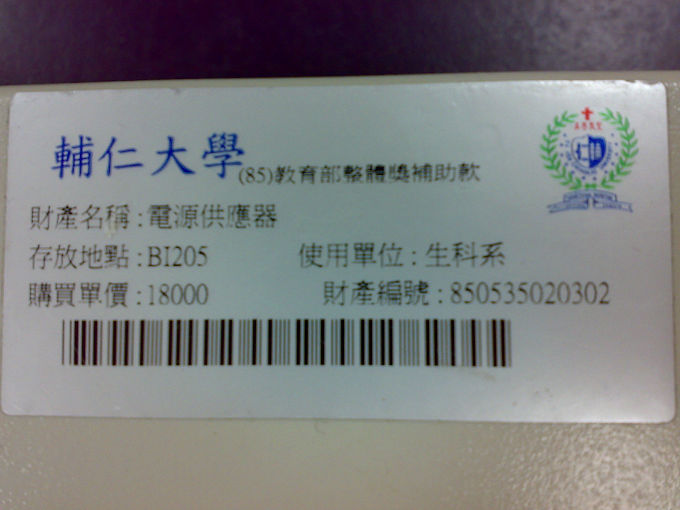 輔仁大學 (85)教育部整體獎補助款
財產名稱:電源供應器
存放地點:BI205 使用單位:生科系
購買單價:18000 財產編號:850535020302